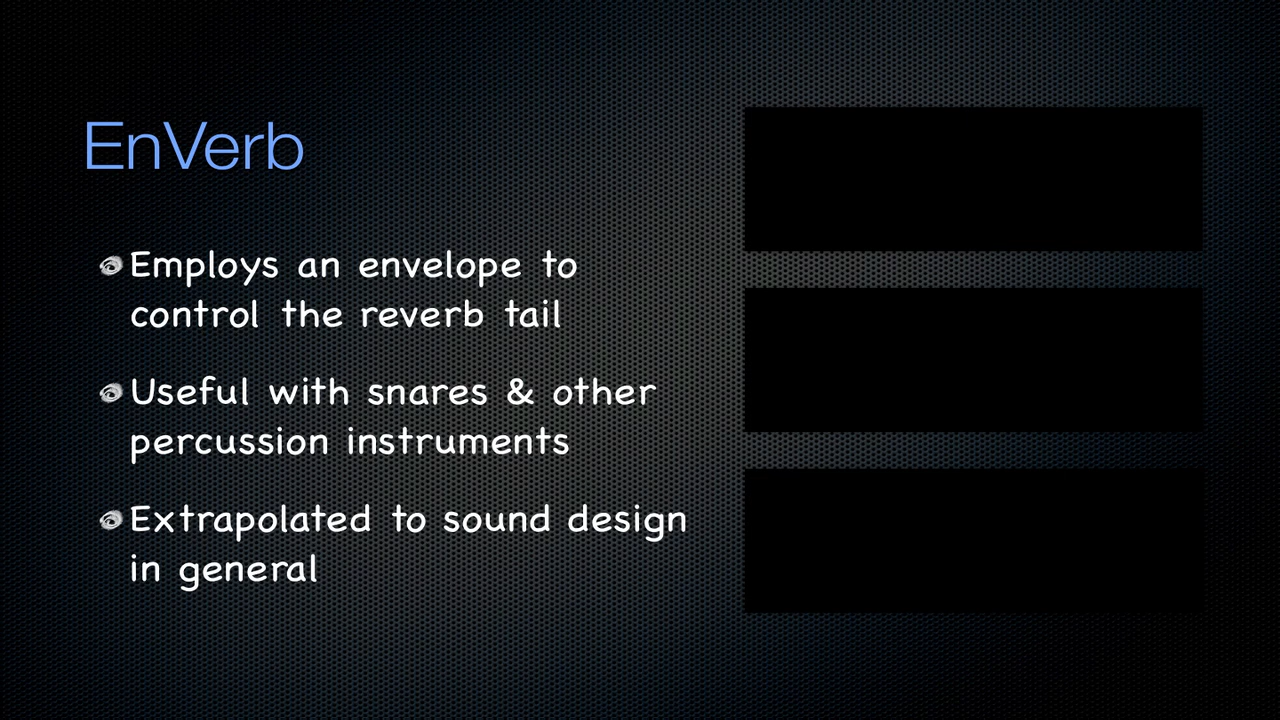 EnVerb
Employs an envelope to
control the reverb tail
Useful with snares & other
percussion instruments
Extrapolated to sound design
in general